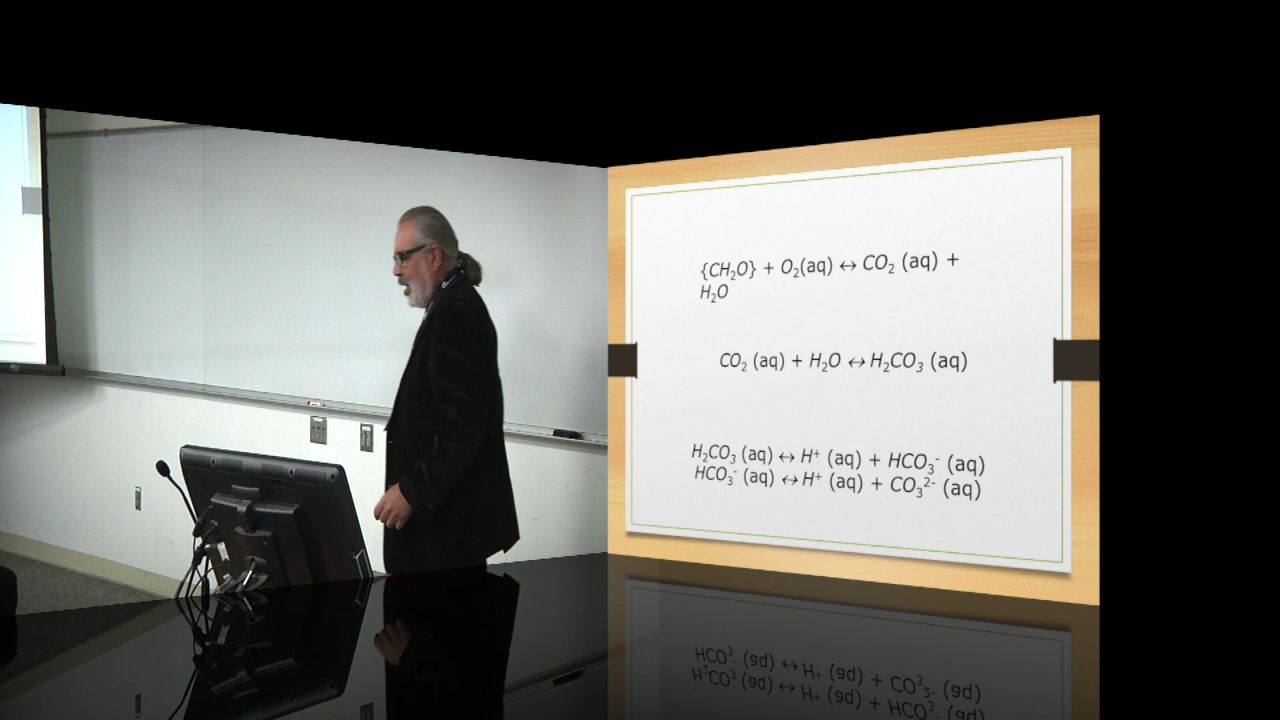 {CH₂O} + O₂(aq) ↔ CO₂ (aq) +
H₂O
CO₂ (aq) + H₂O ↔ H₂CO₃ (aq)
H₂CO₃ (aq) ↔ H⁺ (aq) + HCO₃⁻ (aq)
HCO₃⁻ (aq) ↔ H⁺ (aq) + CO₃²⁻ (aq)